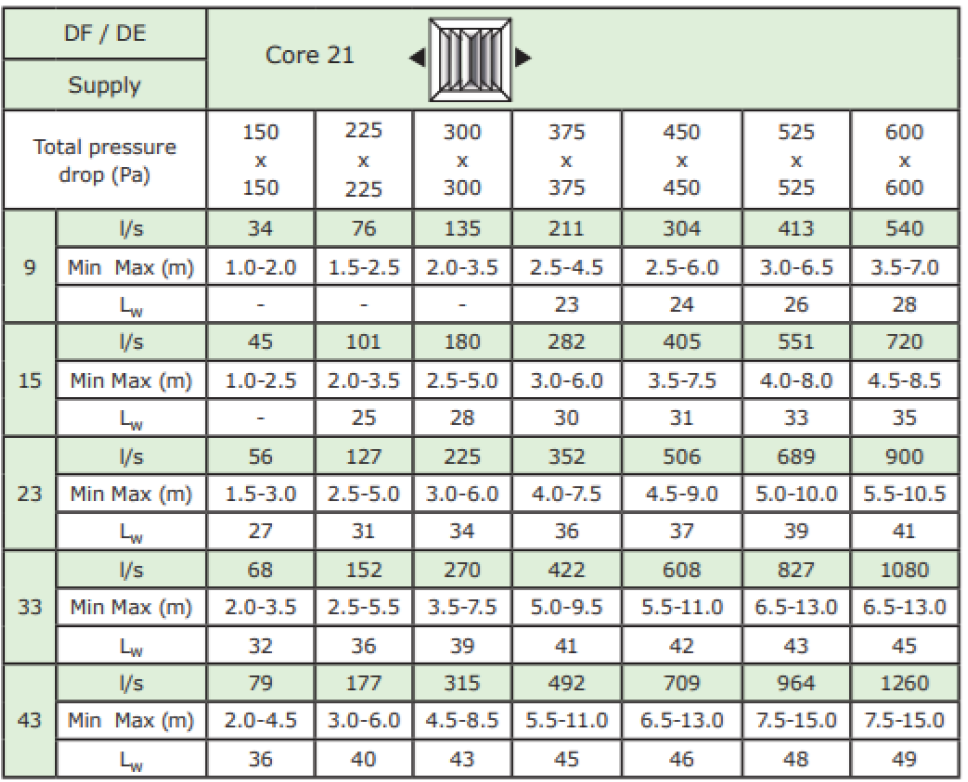 DF / DE
Supply
Core 21
Total pressure drop (Pa) 150 x 150 225 x 225 300 x 300 375 x 375 450 x 450 525 x 525 600 x 600
9
l/s 34 76 135 211 304 413 540
Min Max (m) 1.0-2.0 1.5-2.5 2.0-3.5 2.5-4.5 2.5-6.0 3.0-6.5 3.5-7.0
Lw - - - 23 24 26 28
15
l/s 45 101 180 282 405 551 720
Min Max (m) 1.0-2.5 2.0-3.5 2.5-5.0 3.0-6.0 3.5-7.5 4.0-8.0 4.5-8.5
Lw - 25 28 30 31 33 35
23
l/s 56 127 225 352 506 689 900
Min Max (m) 1.5-3.0 2.5-5.0 3.0-6.0 4.0-7.5 4.5-9.0 5.0-10.0 5.5-10.5
Lw 27 31 34 36 37 39 41
33
l/s 68 152 270 422 608 827 1080
Min Max (m) 2.0-3.5 2.5-5.5 3.5-7.5 5.0-9.5 5.5-11.0 6.5-13.0 6.5-13.0
Lw 32 36 39 41 42 43 45
43
l/s 79 177 315 492 709 964 1260
Min Max (m) 2.0-4.5 3.0-6.0 4.5-8.5 5.5-11.0 6.5-13.0 7.5-15.0 7.5-15.0
Lw 36 40 43 45 46 48 49